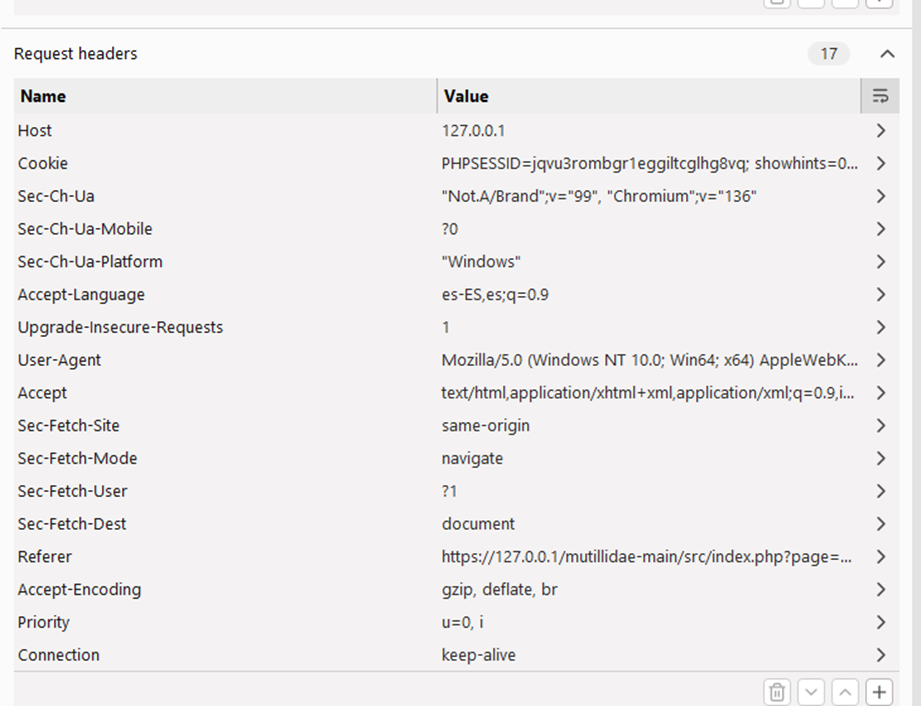 Request headers 17
Name Value
Host 127.0.0.1
Cookie PHPSESSID=jqvu3rombgr1eggiltcglhg8vq; showhints=0...
Sec-Ch-Ua "Not.A/Brand";v="99", "Chromium";v="136"
Sec-Ch-Ua-Mobile ?0
Sec-Ch-Ua-Platform "Windows"
Accept-Language es-ES,es;q=0.9
Upgrade-Insecure-Requests 1
User-Agent Mozilla/5.0 (Windows NT 10.0; Win64; x64) AppleWebK...
Accept text/html,application/xhtml+xml,application/xml;q=0.9,i...
Sec-Fetch-Site same-origin
Sec-Fetch-Mode navigate
Sec-Fetch-User ?1
Sec-Fetch-Dest document
Referer https://127.0.0.1/mutillidae-main/src/index.php?page=...
Accept-Encoding gzip, deflate, br
Priority u=0, i
Connection keep-alive